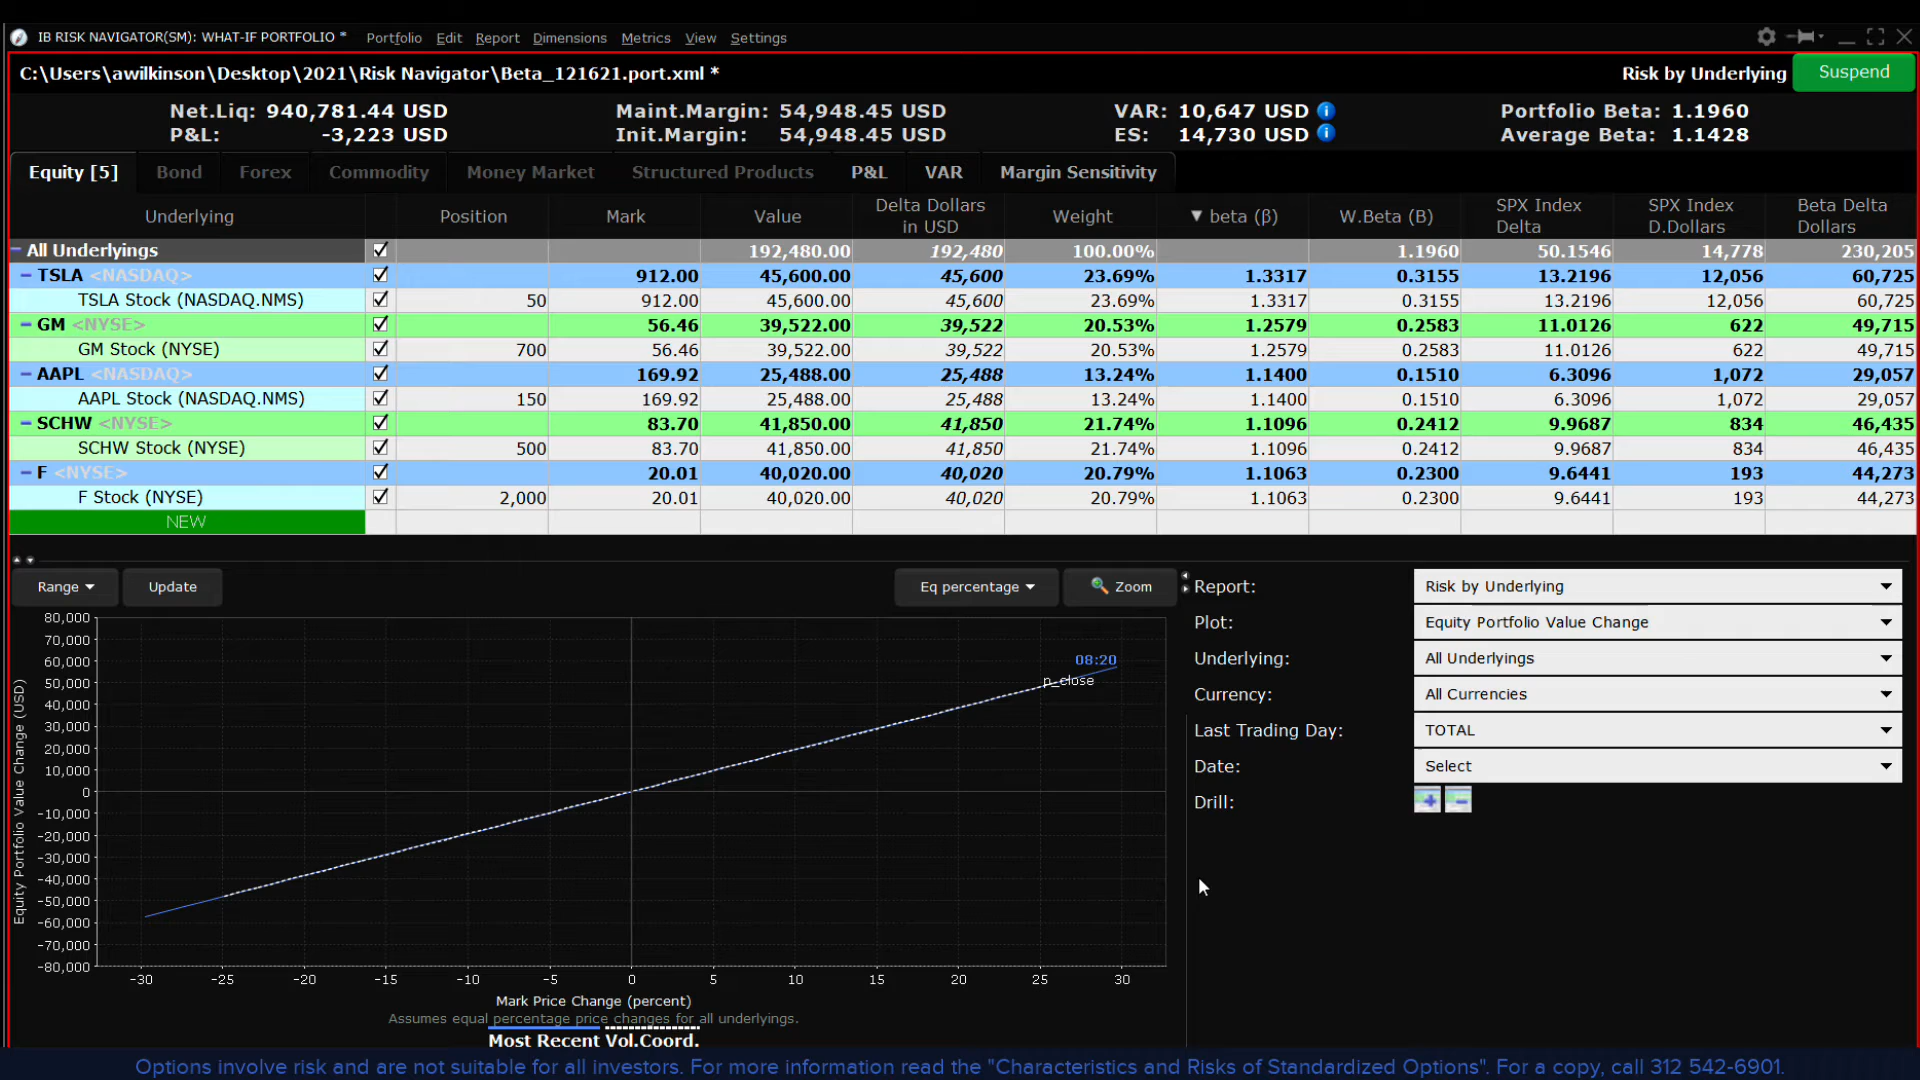 IB RISK NAVIGATOR(SM): WHAT-IF PORTFOLIO * Portfolio Edit Report Dimensions Metrics View Settings
C:\Users\awilkinson\Desktop\2021\Risk Navigator\Beta_121621.port.xml * Risk by Underlying Suspend
Net.Liq: 940,781.44 USD Maint.Margin: 54,948.45 USD VAR: 10,647 USD Portfolio Beta: 1.1960
P&L: -3,223 USD Init.Margin: 54,948.45 USD ES: 14,730 USD Average Beta: 1.1428
Equity [5] Bond Forex Commodity Money Market Structured Products P&L VAR Margin Sensitivity
Underlying Position Mark Value Delta Dollars in USD Weight ▼ beta (β) W.Beta (B) SPX Index Delta SPX Index D.Dollars Beta Delta Dollars
All Underlyings 192,480.00 192,480 100.00% 1.1960 50.1546 14,778 230,205
TSLA <NASDAQ> 912.00 45,600.00 45,600 23.69% 1.3317 0.3155 13.2196 12,056 60,725
TSLA Stock (NASDAQ.NMS) 50 912.00 45,600.00 45,600 23.69% 1.3317 0.3155 13.2196 12,056 60,725
GM <NYSE> 56.46 39,522.00 39,522 20.53% 1.2579 0.2583 11.0126 622 49,715
GM Stock (NYSE) 700 56.46 39,522.00 39,522 20.53% 1.2579 0.2583 11.0126 622 49,715
AAPL <NASDAQ> 169.92 25,488.00 25,488 13.24% 1.1400 0.1510 6.3096 1,072 29,057
AAPL Stock (NASDAQ.NMS) 150 169.92 25,488.00 25,488 13.24% 1.1400 0.1510 6.3096 1,072 29,057
SCHW <NYSE> 83.70 41,850.00 41,850 21.74% 1.1096 0.2412 9.9687 834 46,435
SCHW Stock (NYSE) 500 83.70 41,850.00 41,850 21.74% 1.1096 0.2412 9.9687 834 46,435
F <NYSE> 20.01 40,020.00 40,020 20.79% 1.1063 0.2300 9.6441 193 44,273
F Stock (NYSE) 2,000 20.01 40,020.00 40,020 20.79% 1.1063 0.2300 9.6441 193 44,273
NEW
Range Update Eq percentage Zoom
Equity Portfolio Value Change (USD)
80,000
70,000
60,000
50,000
40,000
30,000
20,000
10,000
0
-10,000
-20,000
-30,000
-40,000
-50,000
-60,000
-70,000
-80,000
08:20
p_close
-30 -25 -20 -15 -10 -5 0 5 10 15 20 25 30
Mark Price Change (percent)
Assumes equal percentage price changes for all underlyings.
Most Recent Vol.Coord.
Report: Risk by Underlying
Plot: Equity Portfolio Value Change
Underlying: All Underlyings
Currency: All Currencies
Last Trading Day: TOTAL
Date: Select
Drill:
Options involve risk and are not suitable for all investors. For more information read the "Characteristics and Risks of Standardized Options". For a copy, call 312 542-6901.